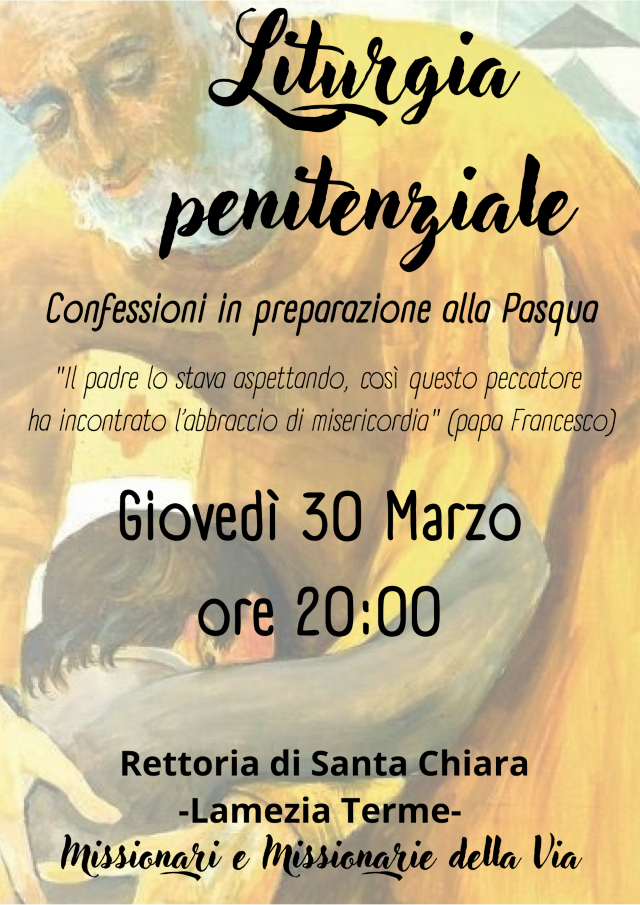 Liturgia
penitenziale
Confessioni in preparazione alla Pasqua
"Il padre lo stava aspettando, così questo peccatore
ha incontrato l'abbraccio di misericordia" (papa Francesco)
Giovedì 30 Marzo
ore 20:00
Rettoria di Santa Chiara
-Lamezia Terme-
Missionari e Missionarie della Via